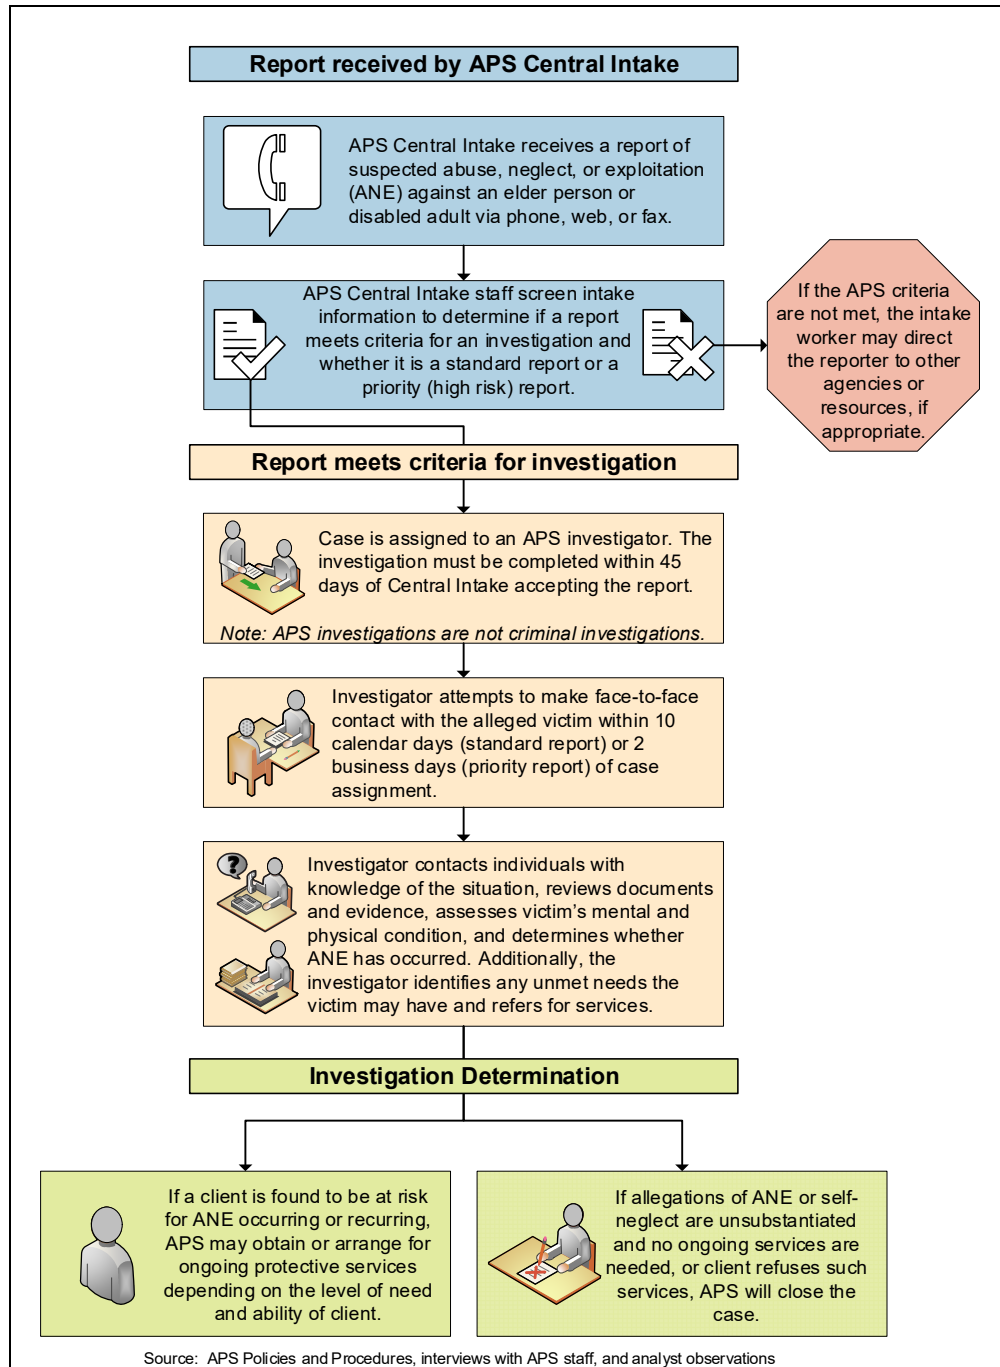 Report received by APS Central Intake
APS Central Intake receives a report of
suspected abuse, neglect, or exploitation
(ANE) against an elder person or
disabled adult via phone, web, or fax.
APS Central Intake staff screen intake
information to determine if a report
meets criteria for an investigation and
whether it is a standard report or a
priority (high risk) report.
If the APS criteria
are not met, the intake
worker may direct
the reporter to other
agencies or
resources, if
appropriate.
Report meets criteria for investigation
Case is assigned to an APS investigator. The
investigation must be completed within 45
days of Central Intake accepting the report.
Note: APS investigations are not criminal investigations.
Investigator attempts to make face-to-face
contact with the alleged victim within 10
calendar days (standard report) or 2
business days (priority report) of case
assignment.
?
Investigator contacts individuals with
knowledge of the situation, reviews documents
and evidence, assesses victim's mental and
physical condition, and determines whether
ANE has occurred. Additionally, the
investigator identifies any unmet needs the
victim may have and refers for services.
Investigation Determination
If a client is found to be at risk
for ANE occurring or recurring,
APS may obtain or arrange for
ongoing protective services
depending on the level of need
and ability of client.
If allegations of ANE or self-
neglect are unsubstantiated
and no ongoing services are
needed, or client refuses such
services, APS will close the
case.
Source: APS Policies and Procedures, interviews with APS staff, and analyst observations